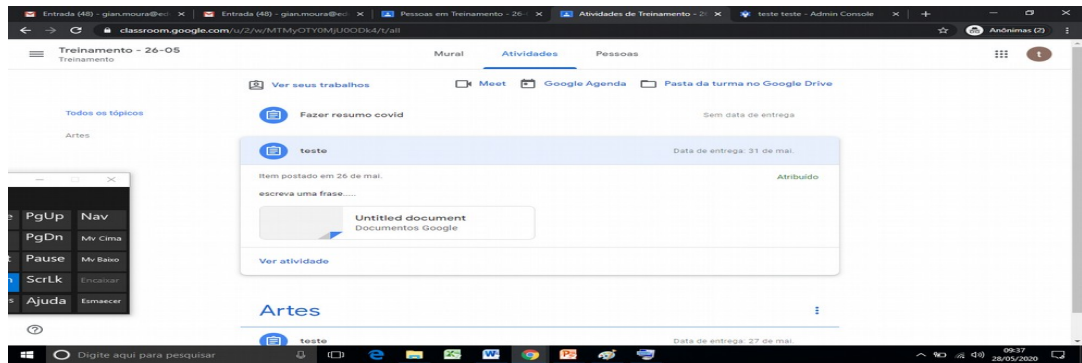 Entrada (48) - gian.moura@ed
Entrada (48) - gian.moura@ed
Pessoas em Treinamento - 26-
Atividades de Treinamento - 2
teste teste - Admin Console
classroom.google.com/u/2/w/MTMyOTY0MjU0ODk4/t/all
Anônimas (2)
Treinamento - 26-05
Treinamento
Mural
Atividades
Pessoas
t
Ver seus trabalhos
Meet
Google Agenda
Pasta da turma no Google Drive
Todos os tópicos
Artes
Fazer resumo covid
Sem data de entrega
teste
Data de entrega: 31 de mai.
Item postado em 26 de mai.
Atribuído
escreva uma frase.....
Untitled document
Documentos Google
Ver atividade
PgUp Nav
PgDn Mv Cima
Pause Mv Baixo
ScrLk Encaixar
Ajuda Esmaecer
Artes
teste
Data de entrega: 27 de mai.
Digite aqui para pesquisar
09:37
28/05/2020